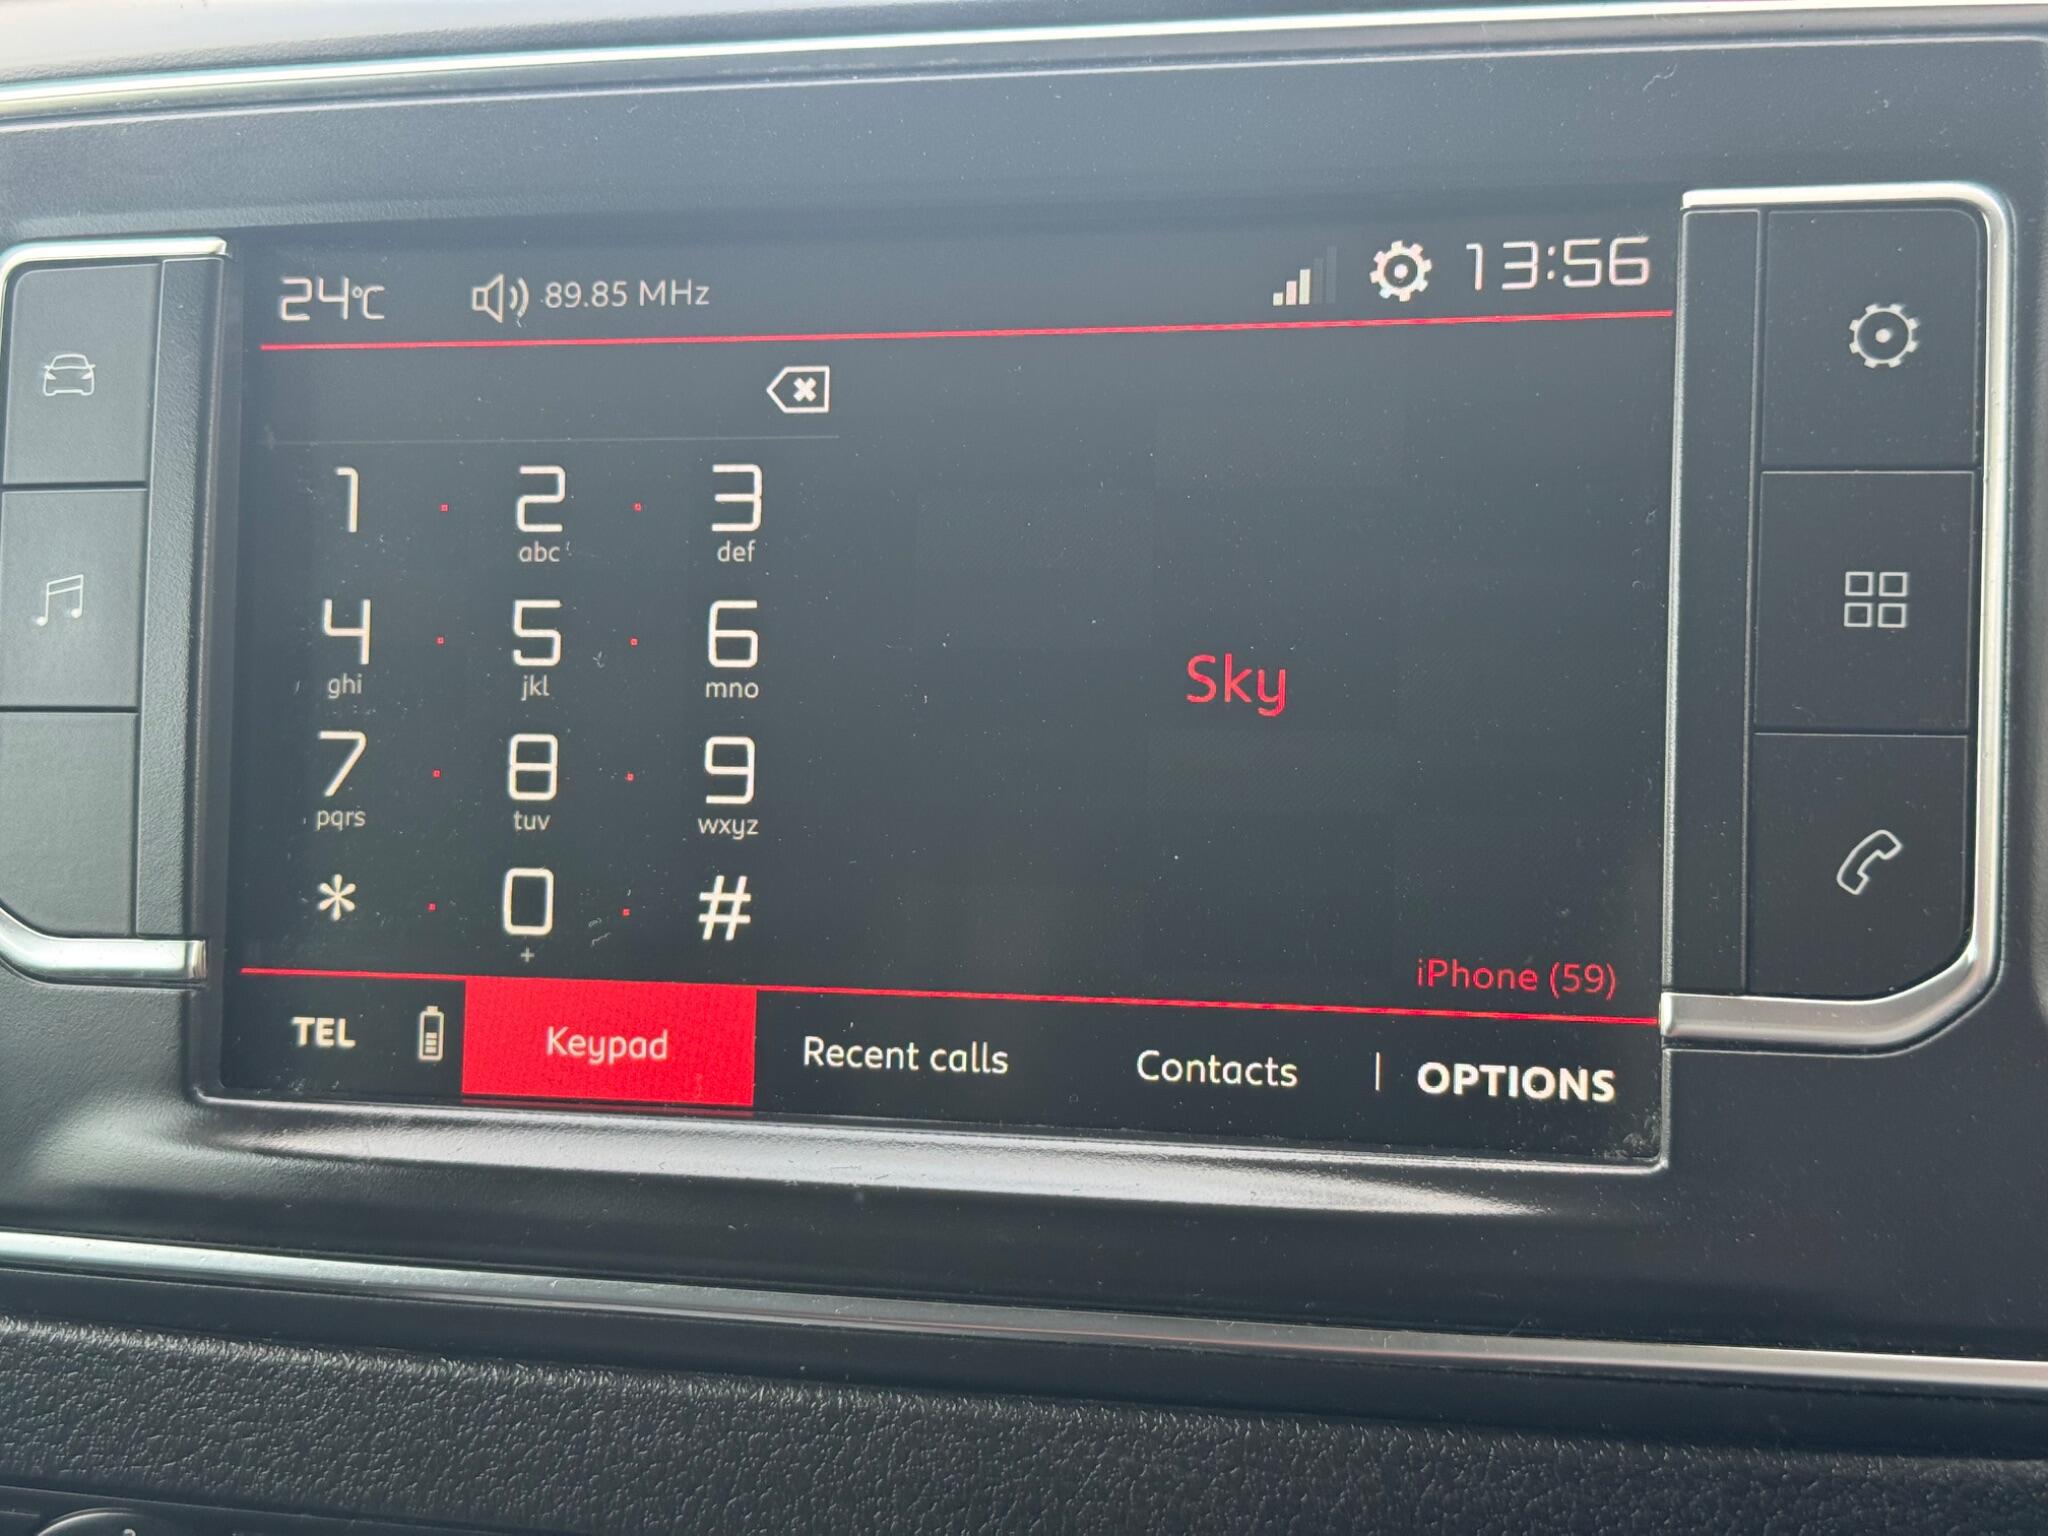 24°C 89.85 MHz 13:56
1 2 3
abc def
4 5 6
ghi jkl mno
Sky
7 8 9
pqrs tuv wxyz
* 0 #
+
iPhone (59)
TEL Keypad Recent calls Contacts | OPTIONS